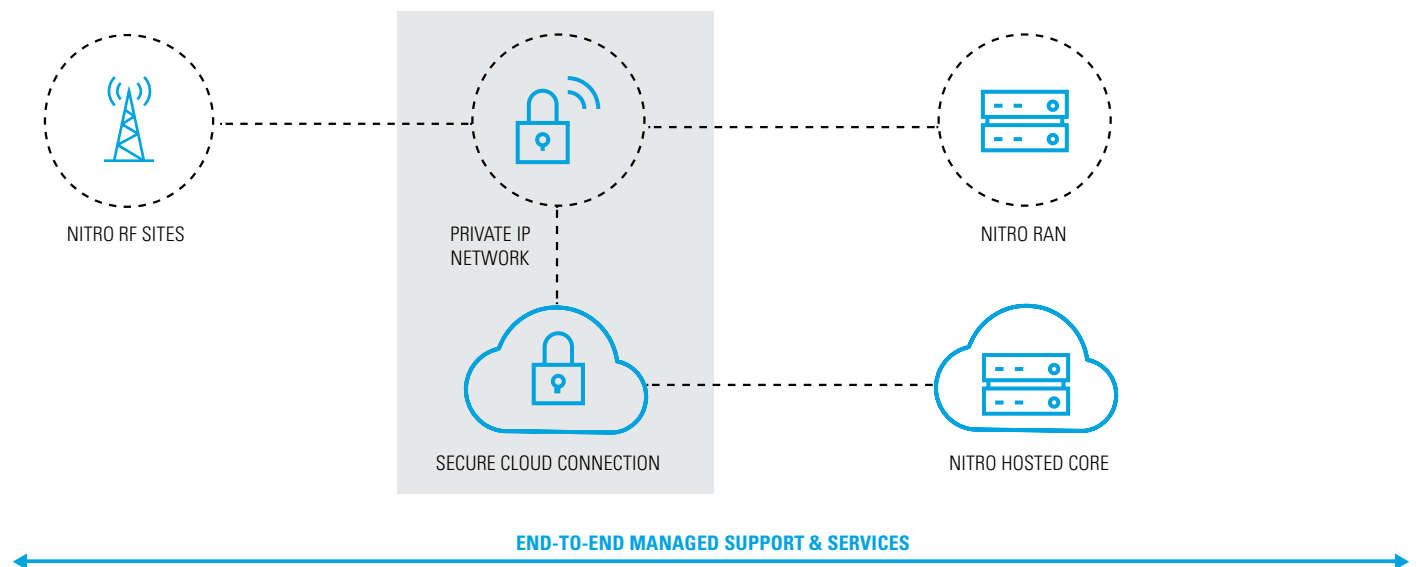 NITRO RF SITES
PRIVATE IP
NETWORK
NITRO RAN
SECURE CLOUD CONNECTION
NITRO HOSTED CORE
END-TO-END MANAGED SUPPORT & SERVICES